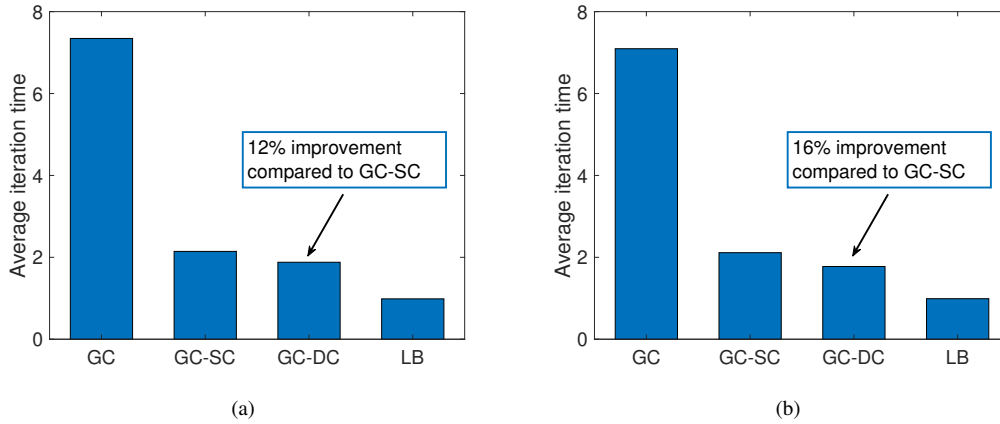 8
6
4
2
0
Average iteration time
12% improvement
compared to GC-SC
GC GC-SC GC-DC LB
(a)
8
6
4
2
0
Average iteration time
16% improvement
compared to GC-SC
GC GC-SC GC-DC LB
(b)